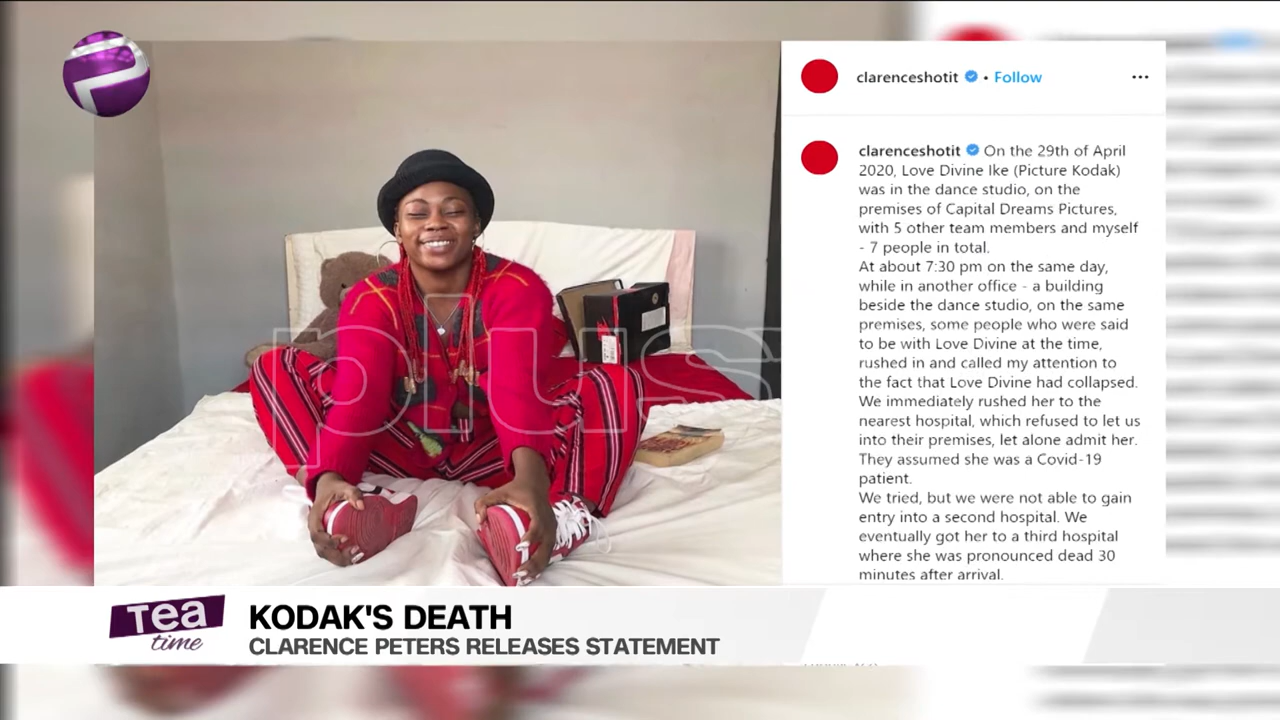 clarenceshotit • Follow
clarenceshotit On the 29th of April
2020, Love Divine Ike (Picture Kodak)
was in the dance studio, on the
premises of Capital Dreams Pictures,
with 5 other team members and myself
- 7 people in total.
At about 7:30 pm on the same day,
while in another office - a building
beside the dance studio, on the same
premises, some people who were said
to be with Love Divine at the time,
rushed in and called my attention to
the fact that Love Divine had collapsed.
We immediately rushed her to the
nearest hospital, which refused to let us
into their premises, let alone admit her.
They assumed she was a Covid-19
patient.
We tried, but we were not able to gain
entry into a second hospital. We
eventually got her to a third hospital
where she was pronounced dead 30
minutes after arrival.
plus
Tea
time
KODAK'S DEATH
CLARENCE PETERS RELEASES STATEMENT